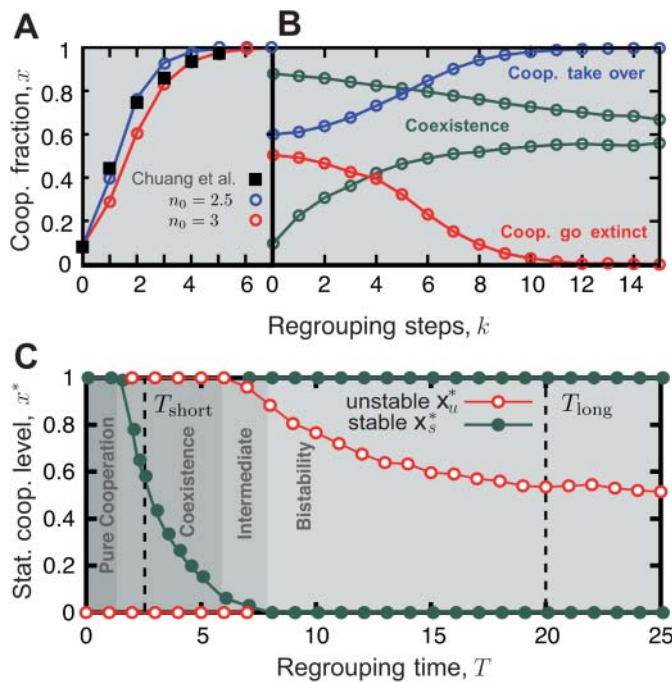 A
B
Coop. fraction, x
1
0.8
0.6
0.4
0.2
0
Chuang et al.
n0 = 2.5
n0 = 3
Coop. take over
Coexistence
Coop. go extinct
0 2 4 6 0 2 4 6 8 10 12 14
Regrouping steps, k
C
Stat. coop. level, x*
1
0.8
0.6
0.4
0.2
0
Pure Cooperation
Tshort
Coexistence
Intermediate
Bistability
unstable x*u
stable x*s
Tlong
0 5 10 15 20 25
Regrouping time, T